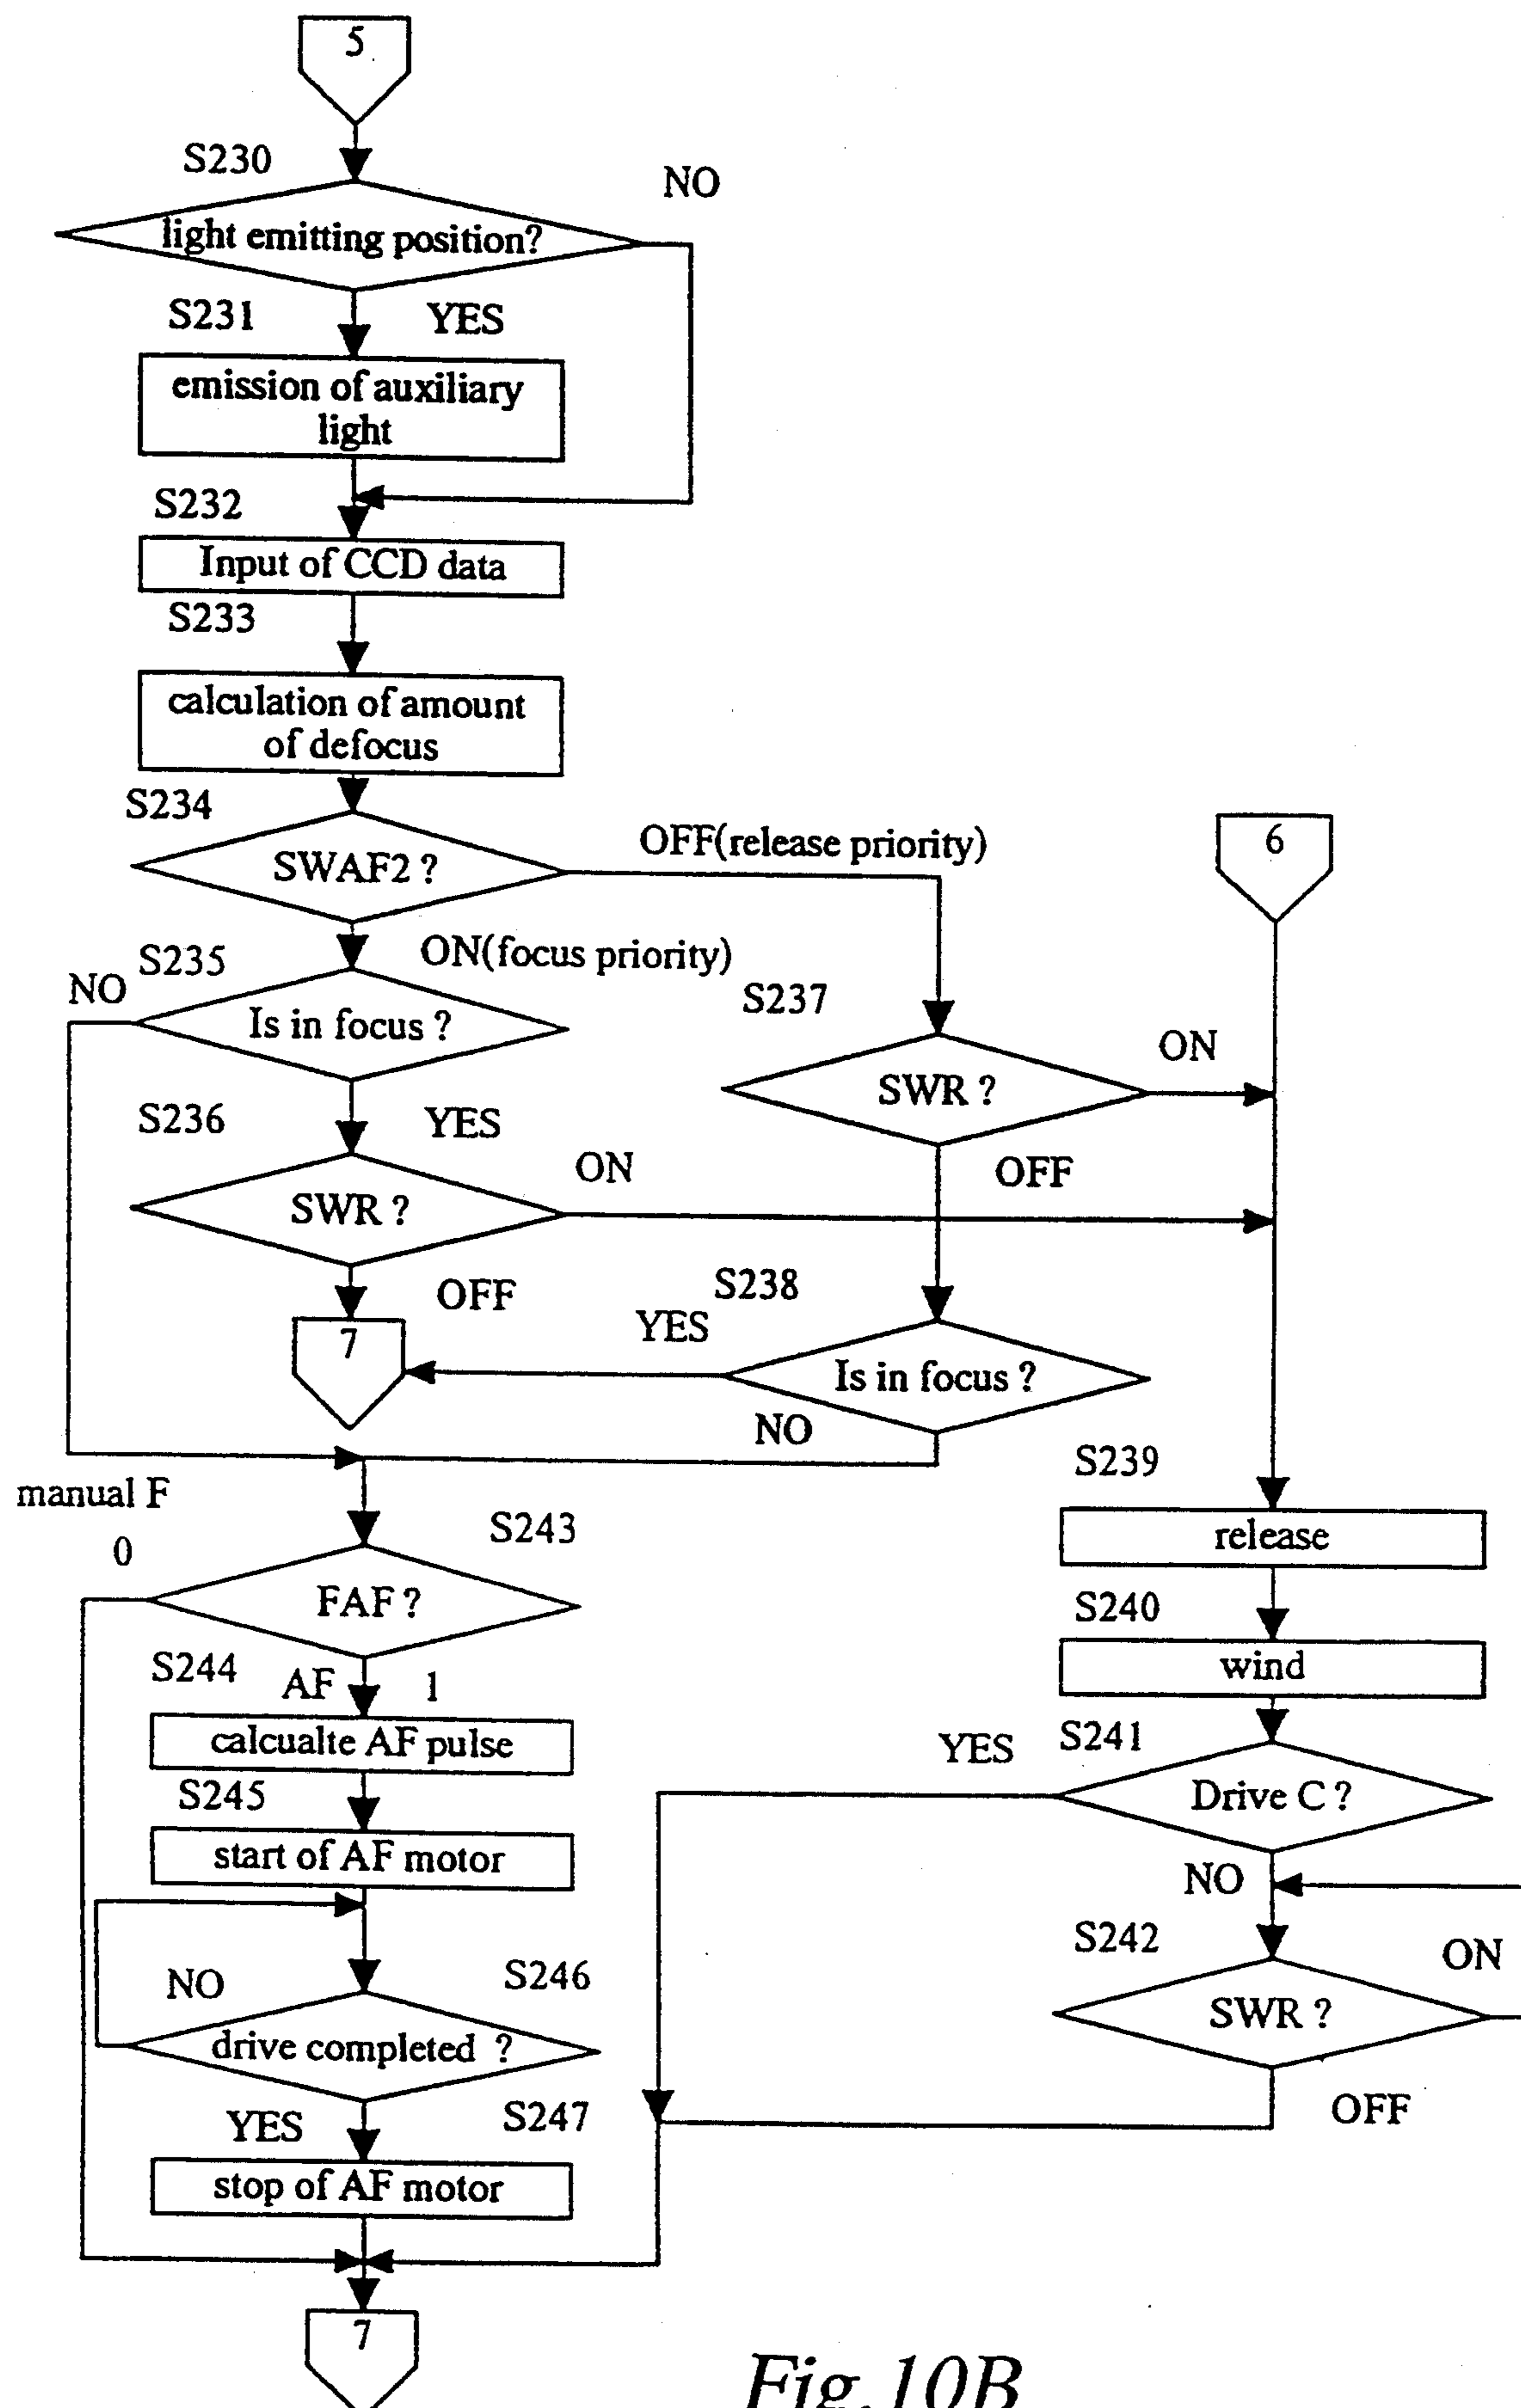 5
S230
NO
light emitting position?
S231
YES
emission of auxiliary
light
S232
Input of CCD data
S233
calculation of amount
of defocus
S234
OFF(release priority)
6
SWAF2 ?
ON(focus priority)
S235
NO
S237
Is in focus ?
ON
SWR ?
S236
YES
ON
OFF
SWR ?
S238
OFF
YES
7
Is in focus ?
NO
S239
manual F
0
S243
release
FAF ?
S240
S244
AF
1
wind
calcualte AF pulse
YES
S241
S245
Drive C ?
start of AF motor
NO
S242
ON
NO
S246
SWR ?
drive completed ?
YES
S247
OFF
stop of AF motor
7
Fig.10B